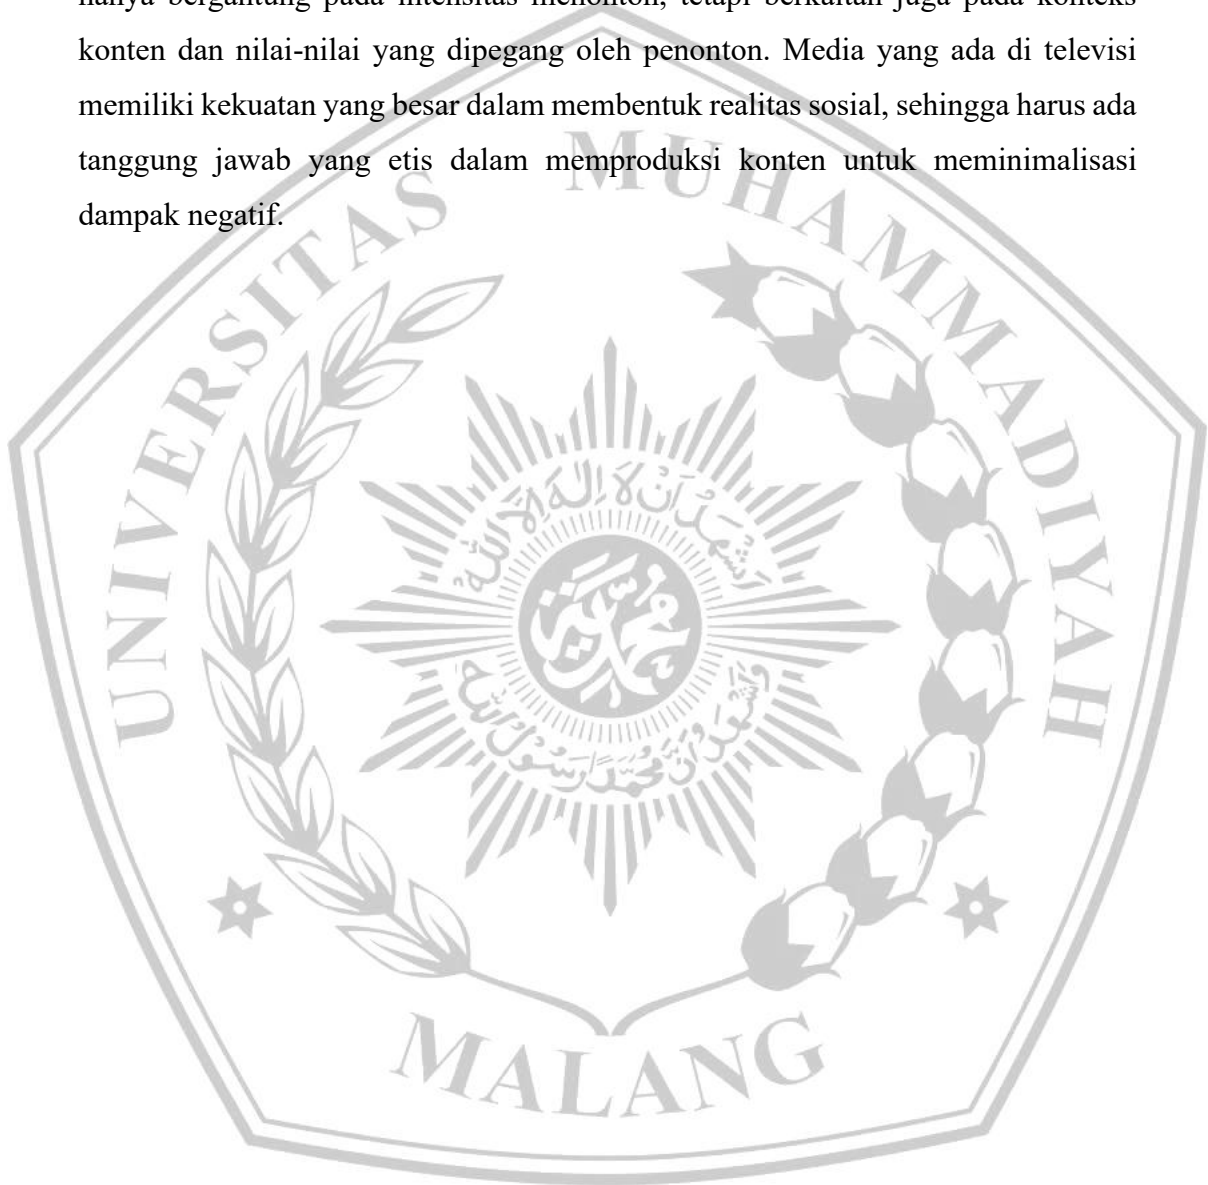 hanya bergantung pada intensitas menonton, tetapi berkaitan juga pada konteks
konten dan nilai-nilai yang dipegang oleh penonton. Media yang ada di televisi
memiliki kekuatan yang besar dalam membentuk realitas sosial, sehingga harus ada
tanggung jawab yang etis dalam memproduksi konten untuk meminimalisasi
dampak negatif.
UNIVERSITAS MUHAMMADIYAH
MALANG